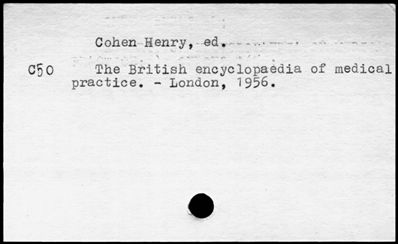 Cohen Henry, ed.
C50 The British encyclopaedia of medical
practice. - London, 1956.